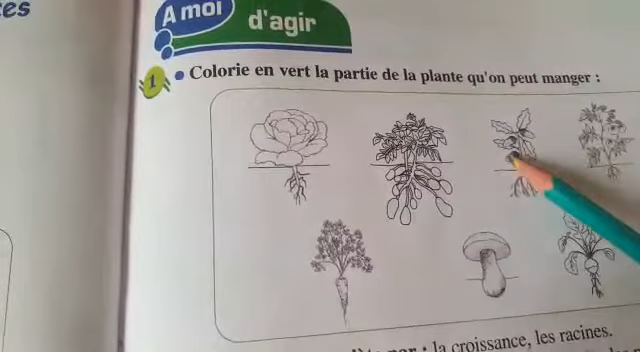 es
A moi d'agir
1 • Colorie en vert la partie de la plante qu'on peut manger :
par : la croissance, les racines.